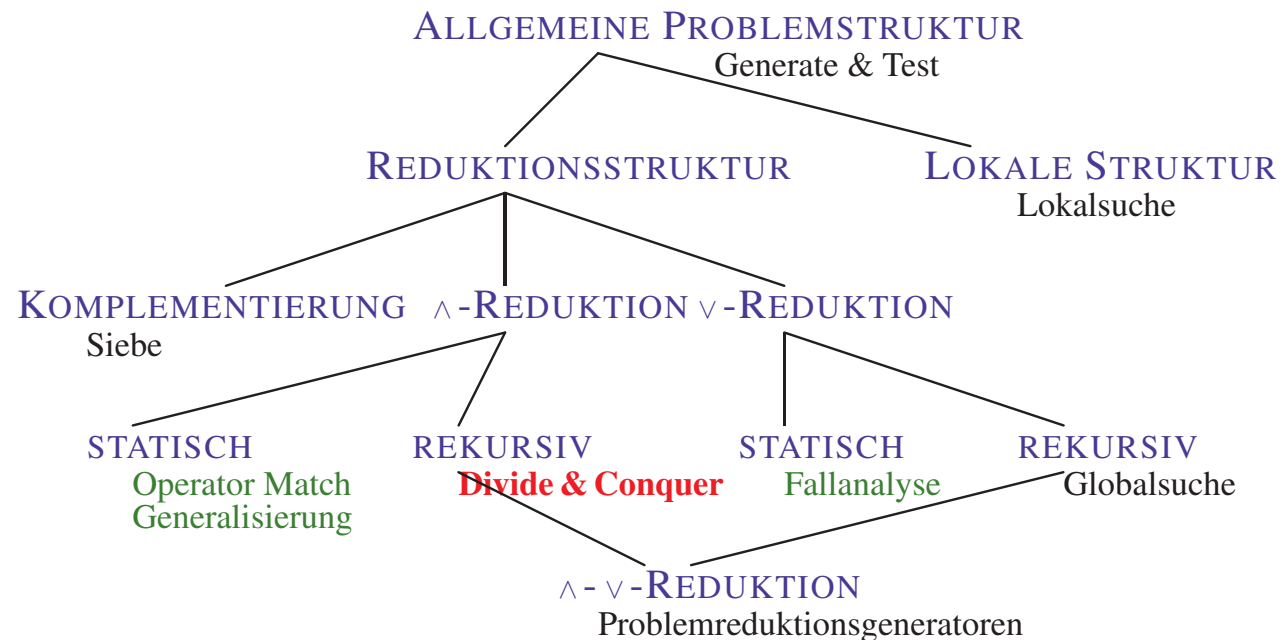 ALLGEMEINE PROBLEMSTRUKTUR
Generate & Test
REDUKTIONSSTRUKTUR
LOKALE STRUKTUR
Lokalsuche
KOMPLEMENTIERUNG ∧-REDUKTION ∨-REDUKTION
Siebe
STATISCH REKURSIV STATISCH REKURSIV
Operator Match Divide & Conquer Fallanalyse Globalsuche
Generalisierung
∧-∨-REDUKTION
Problemreduktionsgeneratoren